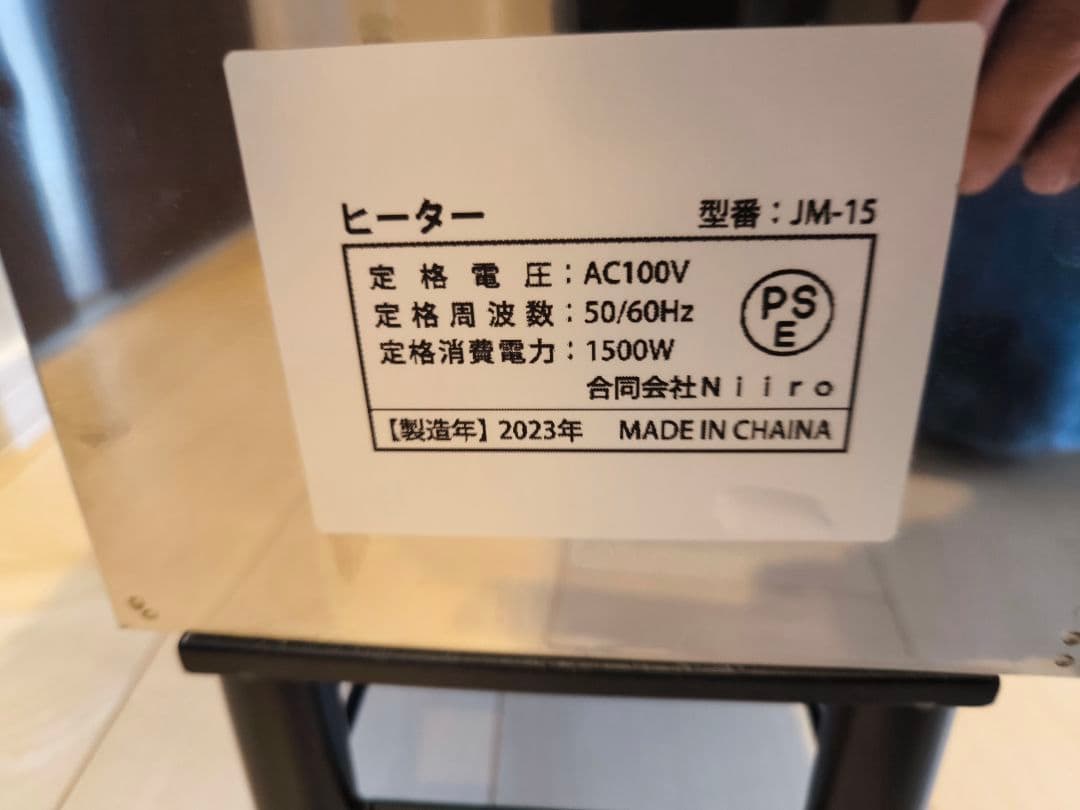 ヒーター 型番：JM-15
定格電圧：AC100V
定格周波数：50/60Hz
PS
E
定格消費電力：1500W
合同会社Ｎｉｉｒｏ
【製造年】2023年 MADE IN CHAINA